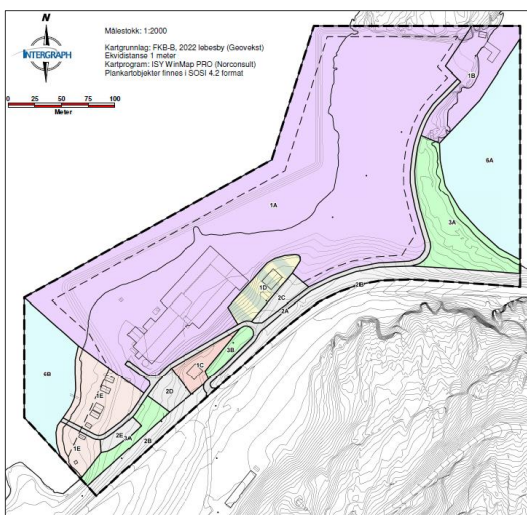 N
INTERGRAPH
Målestokk: 1:2000
Kartgrunnlag: FKB-B, 2022 lebesby (Geovekst)
Ekvidistanse 1 meter
Kartprogram: ISY WinMap PRO (Norconsult)
Plankartobjekter finnes i SOSI 4.2 format
0 25 50 75 100
Meter
1B
6A
1A
3A
1D
2C
2B
2A
3B
1C
6B
2D
1E
2E
3A
2B
1E